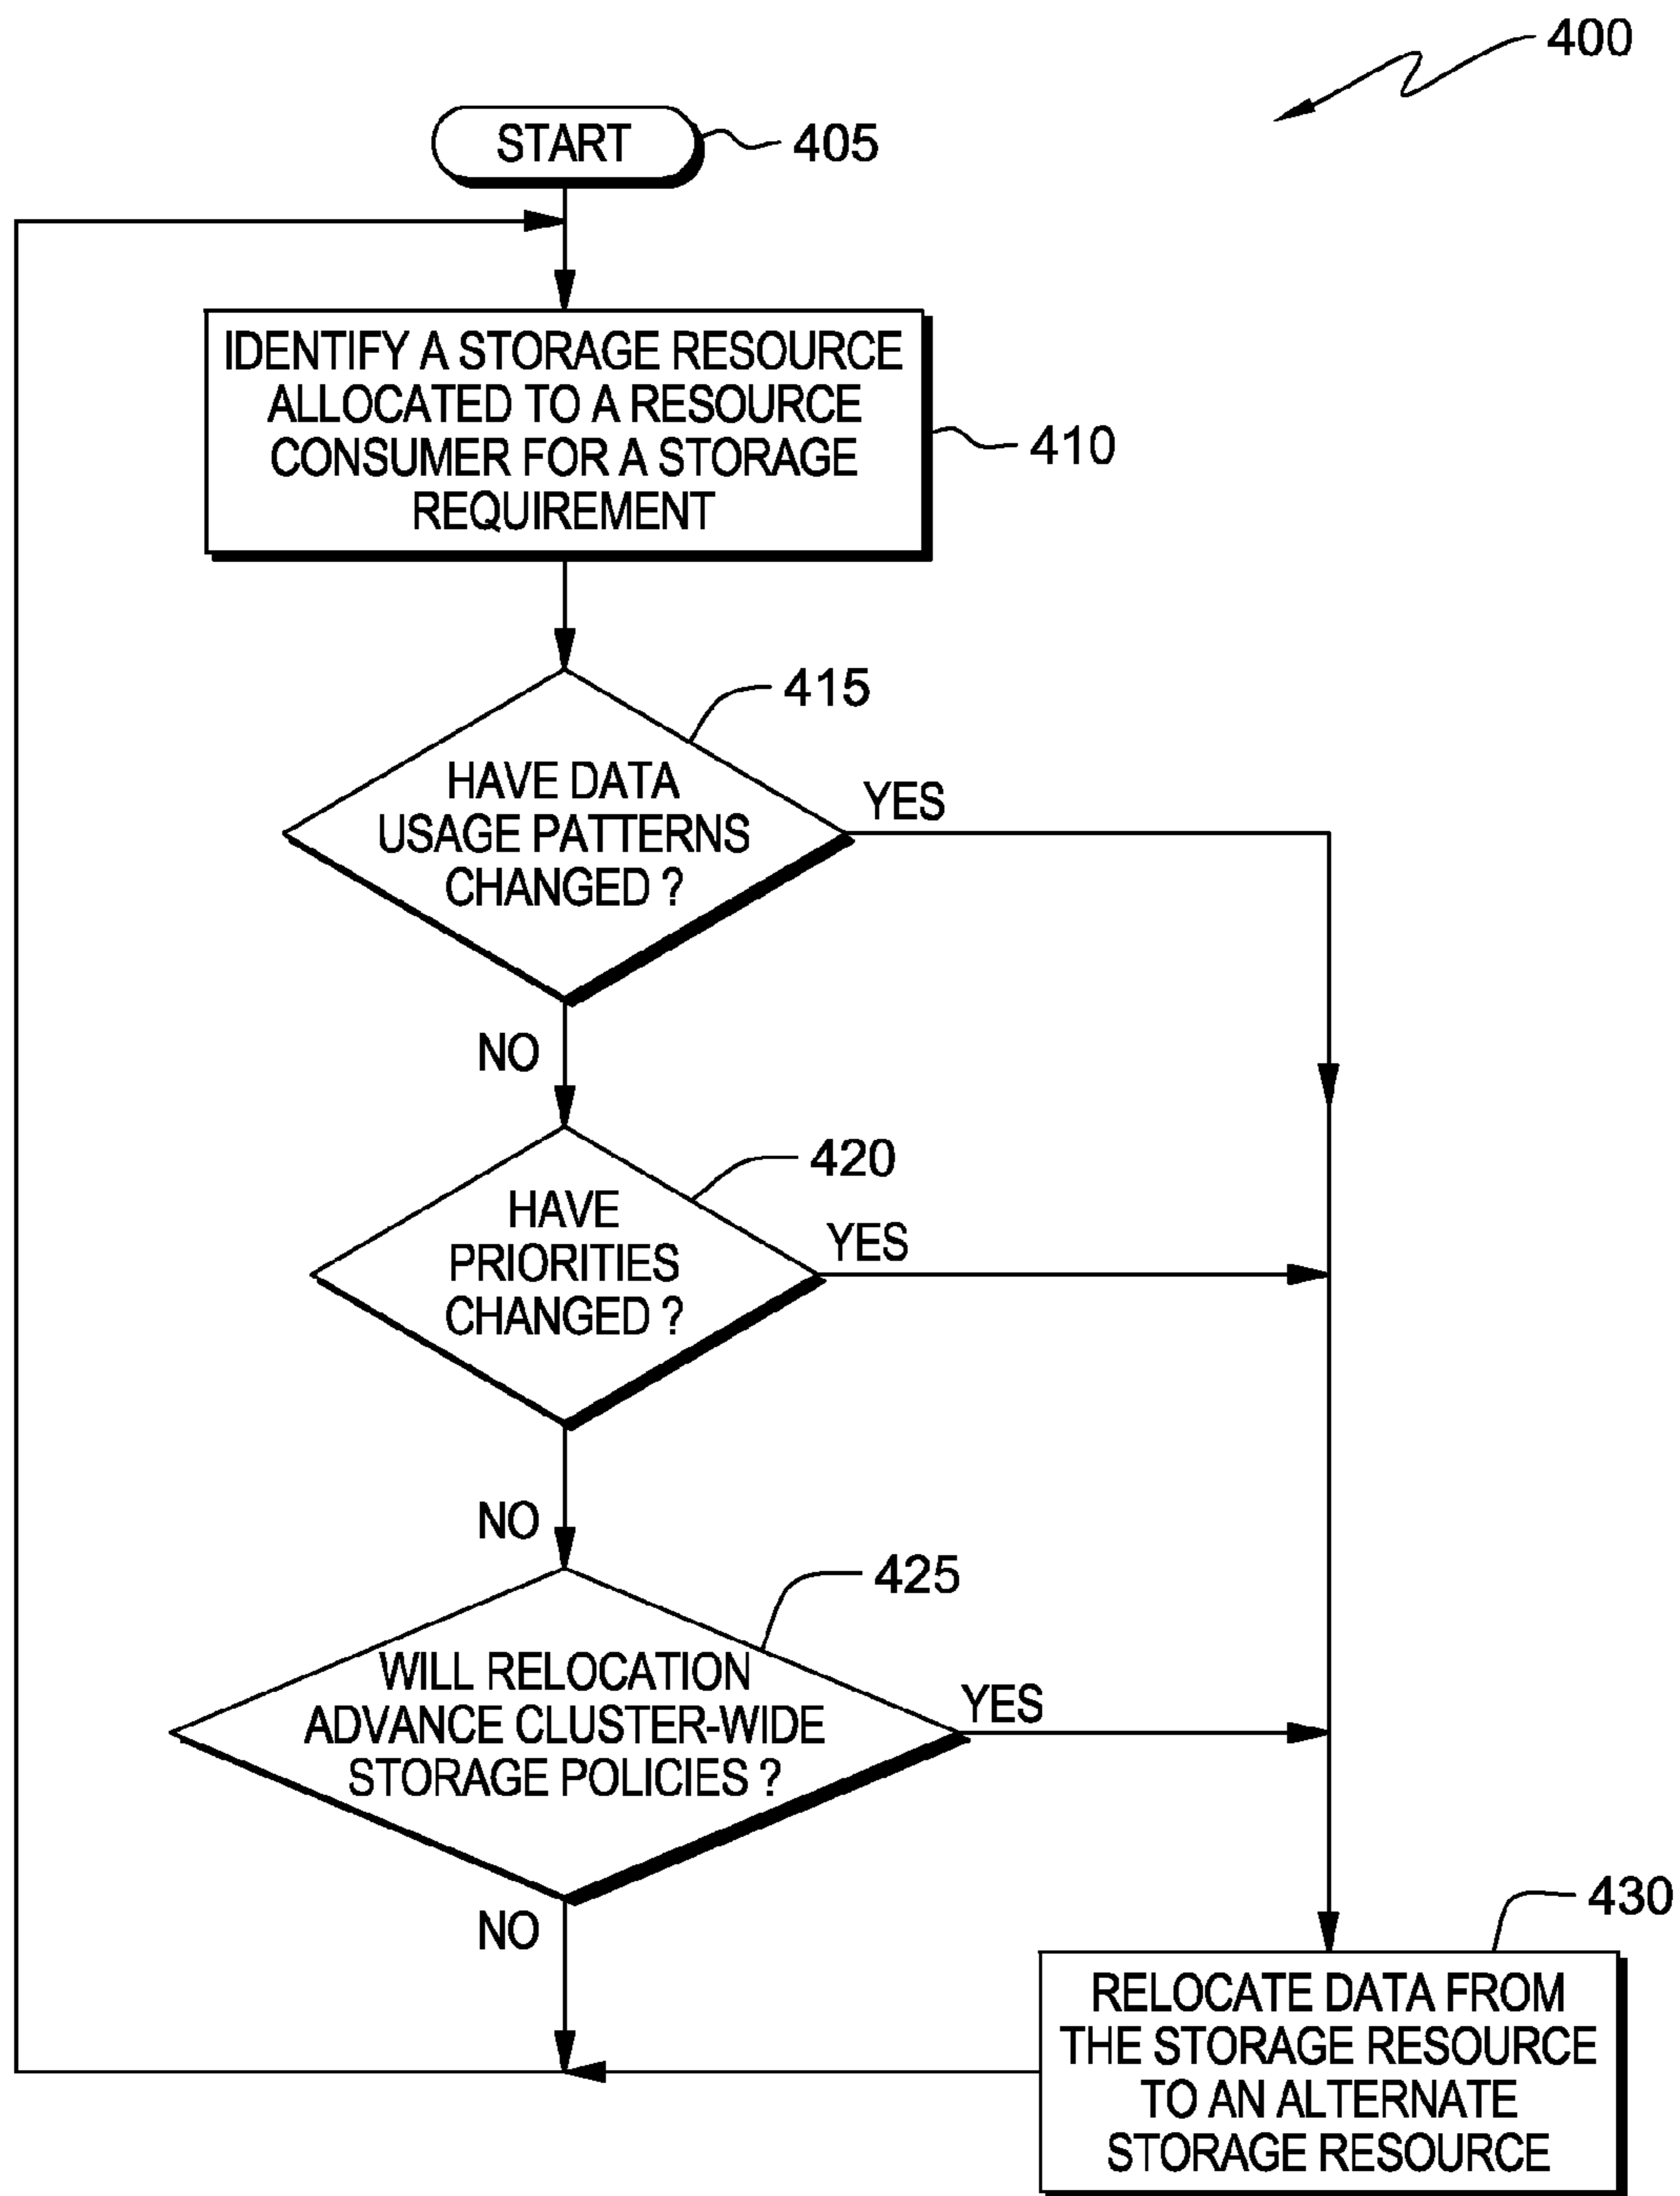 400
START
405
IDENTIFY A STORAGE RESOURCE
ALLOCATED TO A RESOURCE
CONSUMER FOR A STORAGE
REQUIREMENT
410
415
HAVE DATA
USAGE PATTERNS
CHANGED ?
YES
NO
420
HAVE
PRIORITIES
CHANGED ?
YES
NO
425
WILL RELOCATION
ADVANCE CLUSTER-WIDE
STORAGE POLICIES ?
YES
NO
430
RELOCATE DATA FROM
THE STORAGE RESOURCE
TO AN ALTERNATE
STORAGE RESOURCE